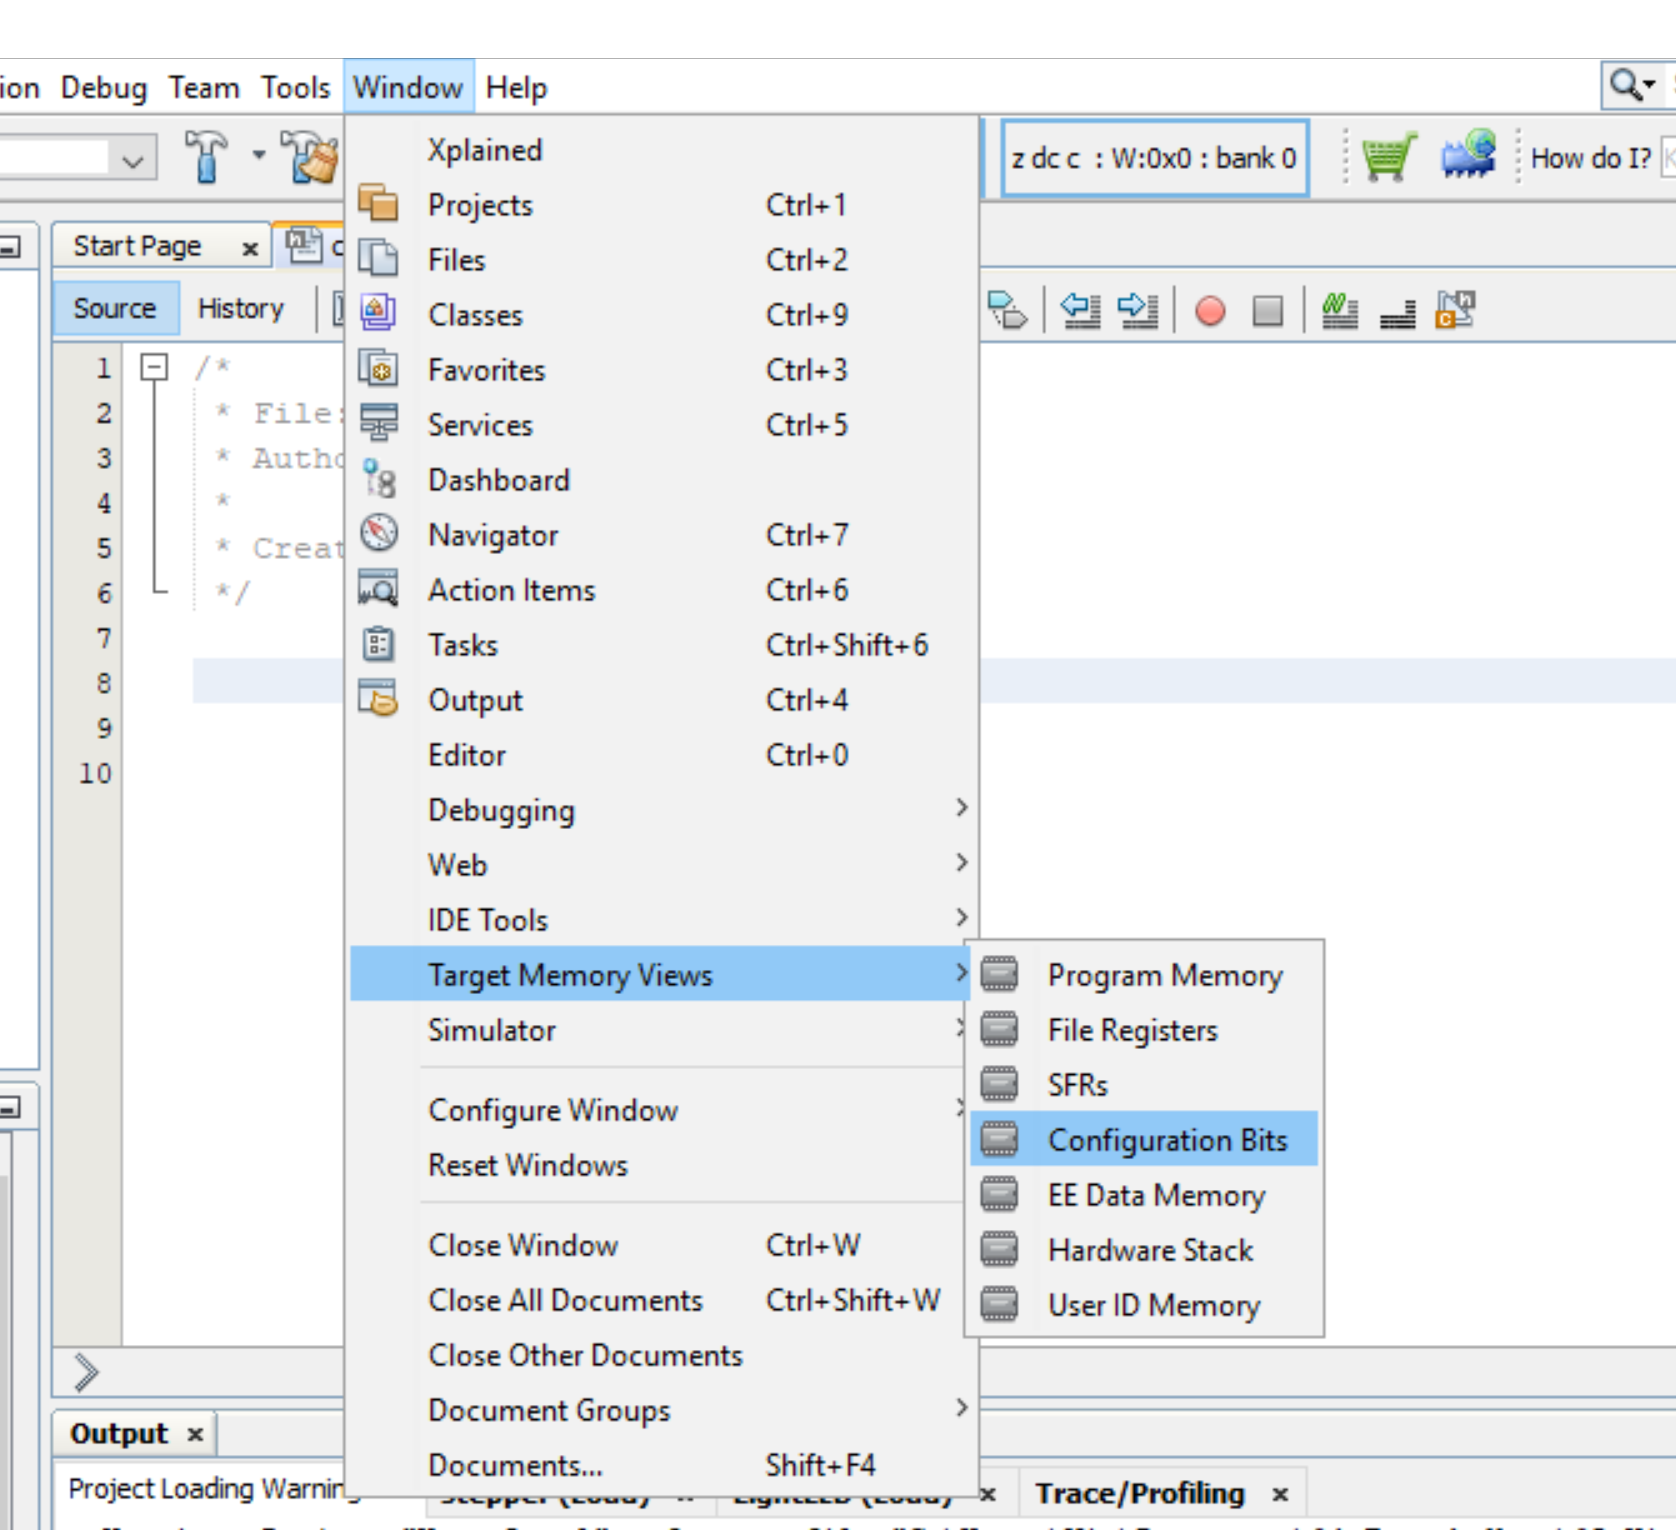 ion Debug Team Tools Window Help
z dc c : W:0x0 : bank 0
How do I?
Start Page
Source History
1 /*
2 * File:
3 * Autho
4 *
5 * Creat
6 */
7
8
9
10
Xplained
Projects Ctrl+1
Files Ctrl+2
Classes Ctrl+9
Favorites Ctrl+3
Services Ctrl+5
Dashboard
Navigator Ctrl+7
Action Items Ctrl+6
Tasks Ctrl+Shift+6
Output Ctrl+4
Editor Ctrl+0
Debugging
Web
IDE Tools
Target Memory Views
Simulator
Configure Window
Reset Windows
Close Window Ctrl+W
Close All Documents Ctrl+Shift+W
Close Other Documents
Document Groups
Documents... Shift+F4
Program Memory
File Registers
SFRs
Configuration Bits
EE Data Memory
Hardware Stack
User ID Memory
Output
Project Loading Warning
Trace/Profiling